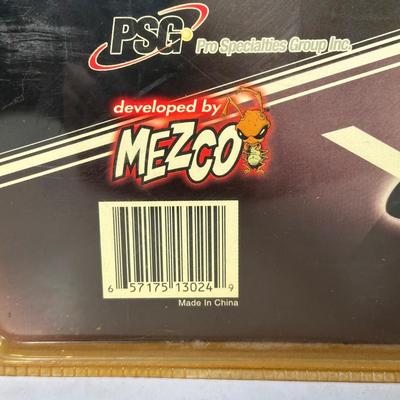 PSG Pro Specialties Group Inc.
developed by
MEZCO
6 57175 13024 9
Made In China